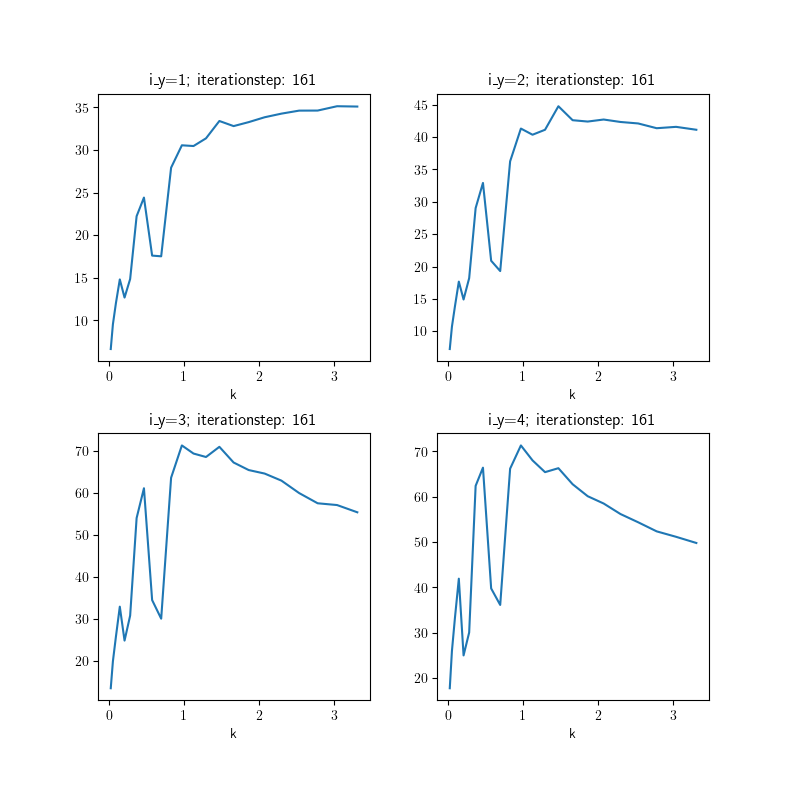 i_y=1; iterationstep: 161
35
30
25
20
15
10
0 1 2 3
k
i_y=2; iterationstep: 161
45
40
35
30
25
20
15
10
0 1 2 3
k
i_y=3; iterationstep: 161
70
60
50
40
30
20
0 1 2 3
k
i_y=4; iterationstep: 161
70
60
50
40
30
20
0 1 2 3
k